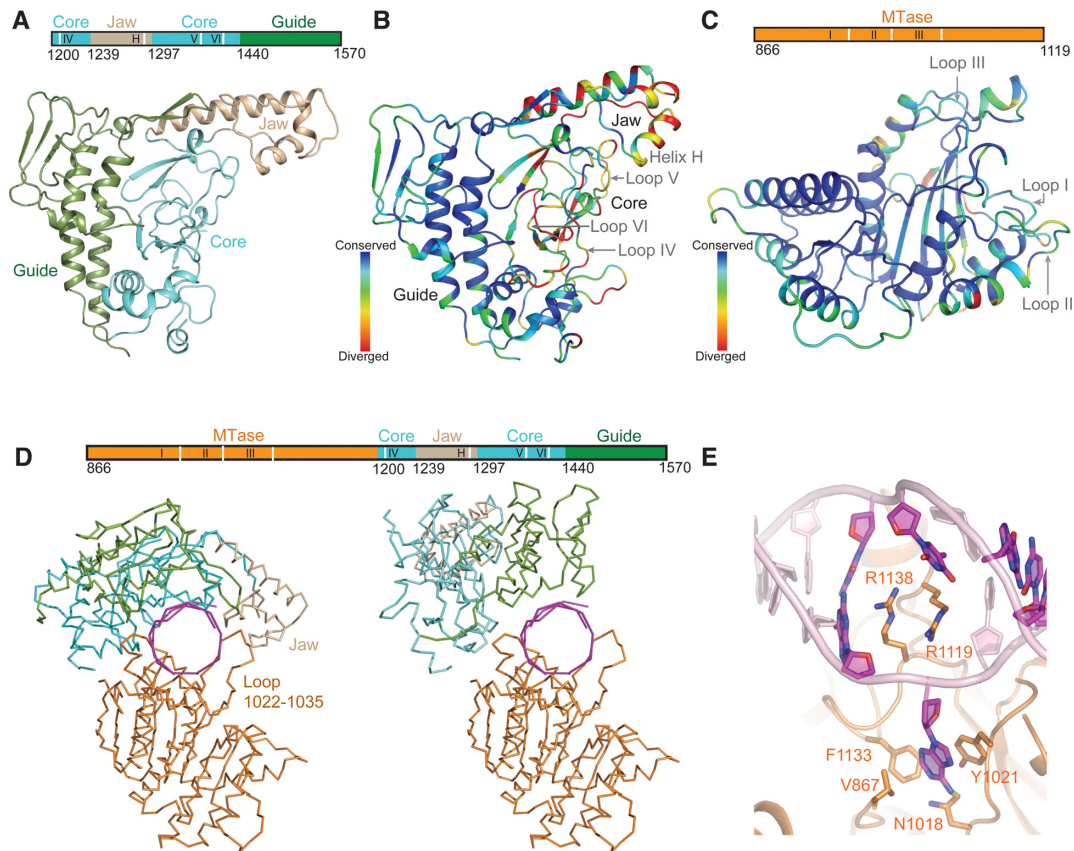 A
Core Jaw Core Guide
IV H V VI
1200 1239 1297 1440 1570
Jaw
Core
Guide
B
Jaw
Helix H
Loop V
Core
Loop VI
Loop IV
Conserved
Guide
Diverged
C
MTase
I II III
866 1119
Loop III
Loop I
Loop II
Conserved
Diverged
D
MTase Core Jaw Core Guide
I II III IV H V VI
866 1200 1239 1297 1440 1570
Jaw
Loop
1022-1035
E
R1138
R1119
F1133
Y1021
V867
N1018